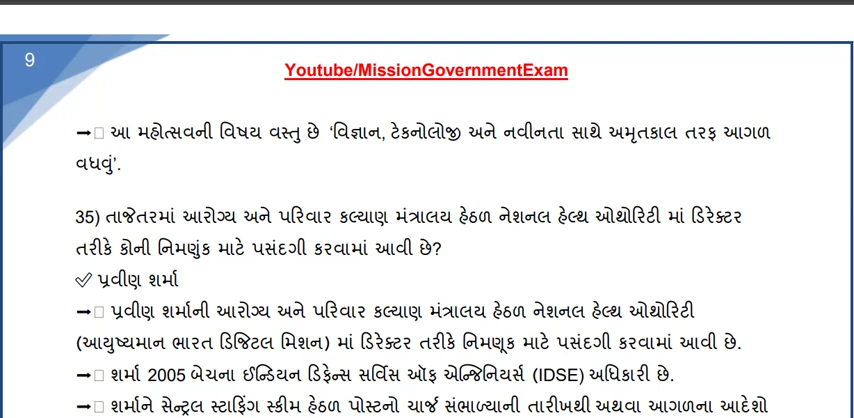 9
Youtube/MissionGovernmentExam
➞ આ મહોત્સવની વિષય વસ્તુ છે ‘વિજ્ઞાન, ટેકનોલોજી અને નવીનતા સાથે અમૃતકાલ તરફ આગળ
વધવું’.
35) તાજેતરમાં આરોગ્ય અને પરિવાર કલ્યાણ મંત્રાલય હેઠળ નેશનલ હેલ્થ ઓથોરિટી માં ડિરેક્ટર
તરીકે કોની નિમણુંક માટે પસંદગી કરવામાં આવી છે?
✓ પ્રવીણ શર્મા
➞ પ્રવીણ શર્માની આરોગ્ય અને પરિવાર કલ્યાણ મંત્રાલય હેઠળ નેશનલ હેલ્થ ઓથોરિટી
(આયુષ્યમાન ભારત ડિજિટલ મિશન) માં ડિરેક્ટર તરીકે નિમણૂક માટે પસંદગી કરવામાં આવી છે.
➞ શર્મા 2005 બેચના ઈન્ડિયન ડિફેન્સ સર્વિસ ઑફ એન્જિનિયર્સ (IDSE) અધિકારી છે.
➞ શર્માને સેન્ટ્રલ સ્ટાફિંગ સ્કીમ હેઠળ પોસ્ટનો ચાર્જ સંભાળ્યાની તારીખથી અથવા આગળના આદેશો